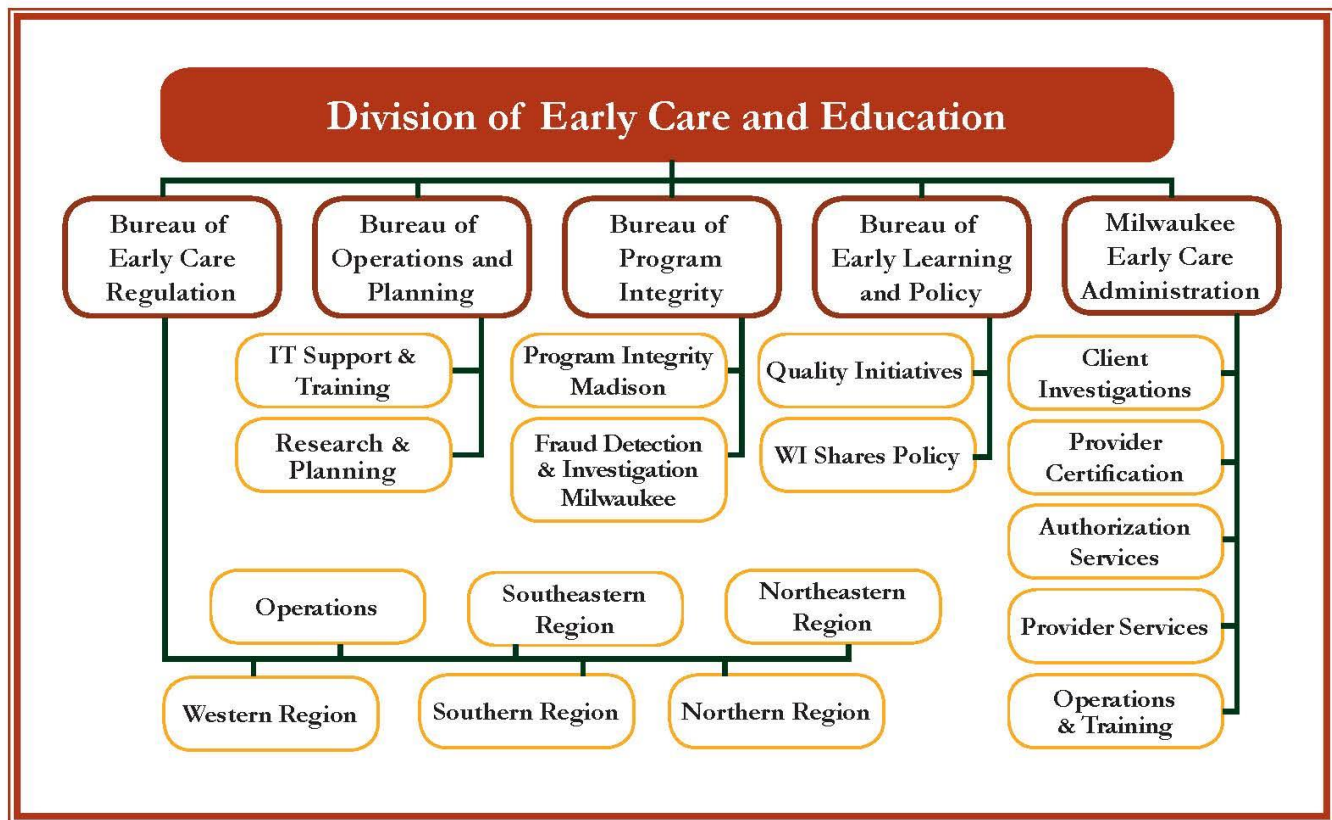 Division of Early Care and Education
Bureau of
Early Care
Regulation
Bureau of
Operations and
Planning
Bureau of
Program
Integrity
Bureau of
Early Learning
and Policy
Milwaukee
Early Care
Administration
IT Support &
Training
Research &
Planning
Program Integrity
Madison
Fraud Detection
& Investigation
Milwaukee
Quality Initiatives
WI Shares Policy
Client
Investigations
Provider
Certification
Authorization
Services
Provider Services
Operations
& Training
Operations
Southeastern
Region
Northeastern
Region
Western Region
Southern Region
Northern Region